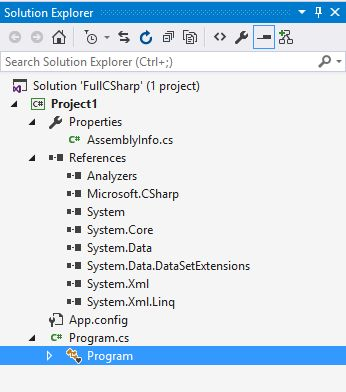 Solution Explorer
Search Solution Explorer (Ctrl+;)
Solution 'FullCSharp' (1 project)
C# Project1
Properties
C# AssemblyInfo.cs
References
Analyzers
Microsoft.CSharp
System
System.Core
System.Data
System.Data.DataSetExtensions
System.Xml
System.Xml.Linq
App.config
C# Program.cs
Program